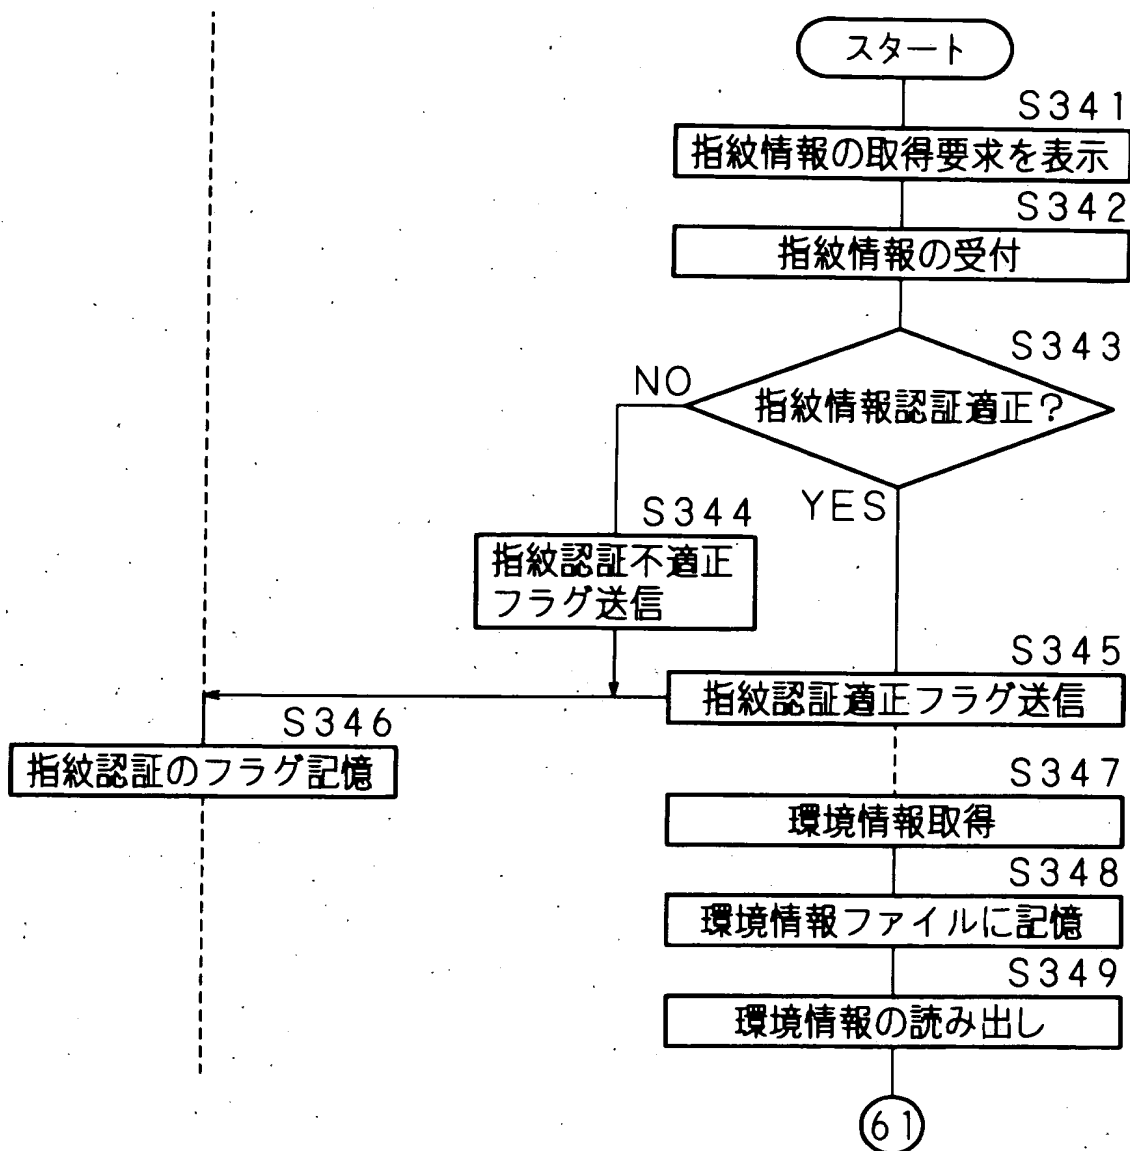 スタート
S341
指紋情報の取得要求を表示
S342
指紋情報の受付
S343
指紋情報認証適正?
NO
YES
S344
指紋認証不適正
フラグ送信
S345
指紋認証適正フラグ送信
S346
指紋認証のフラグ記憶
S347
環境情報取得
S348
環境情報ファイルに記憶
S349
環境情報の読み出し
61